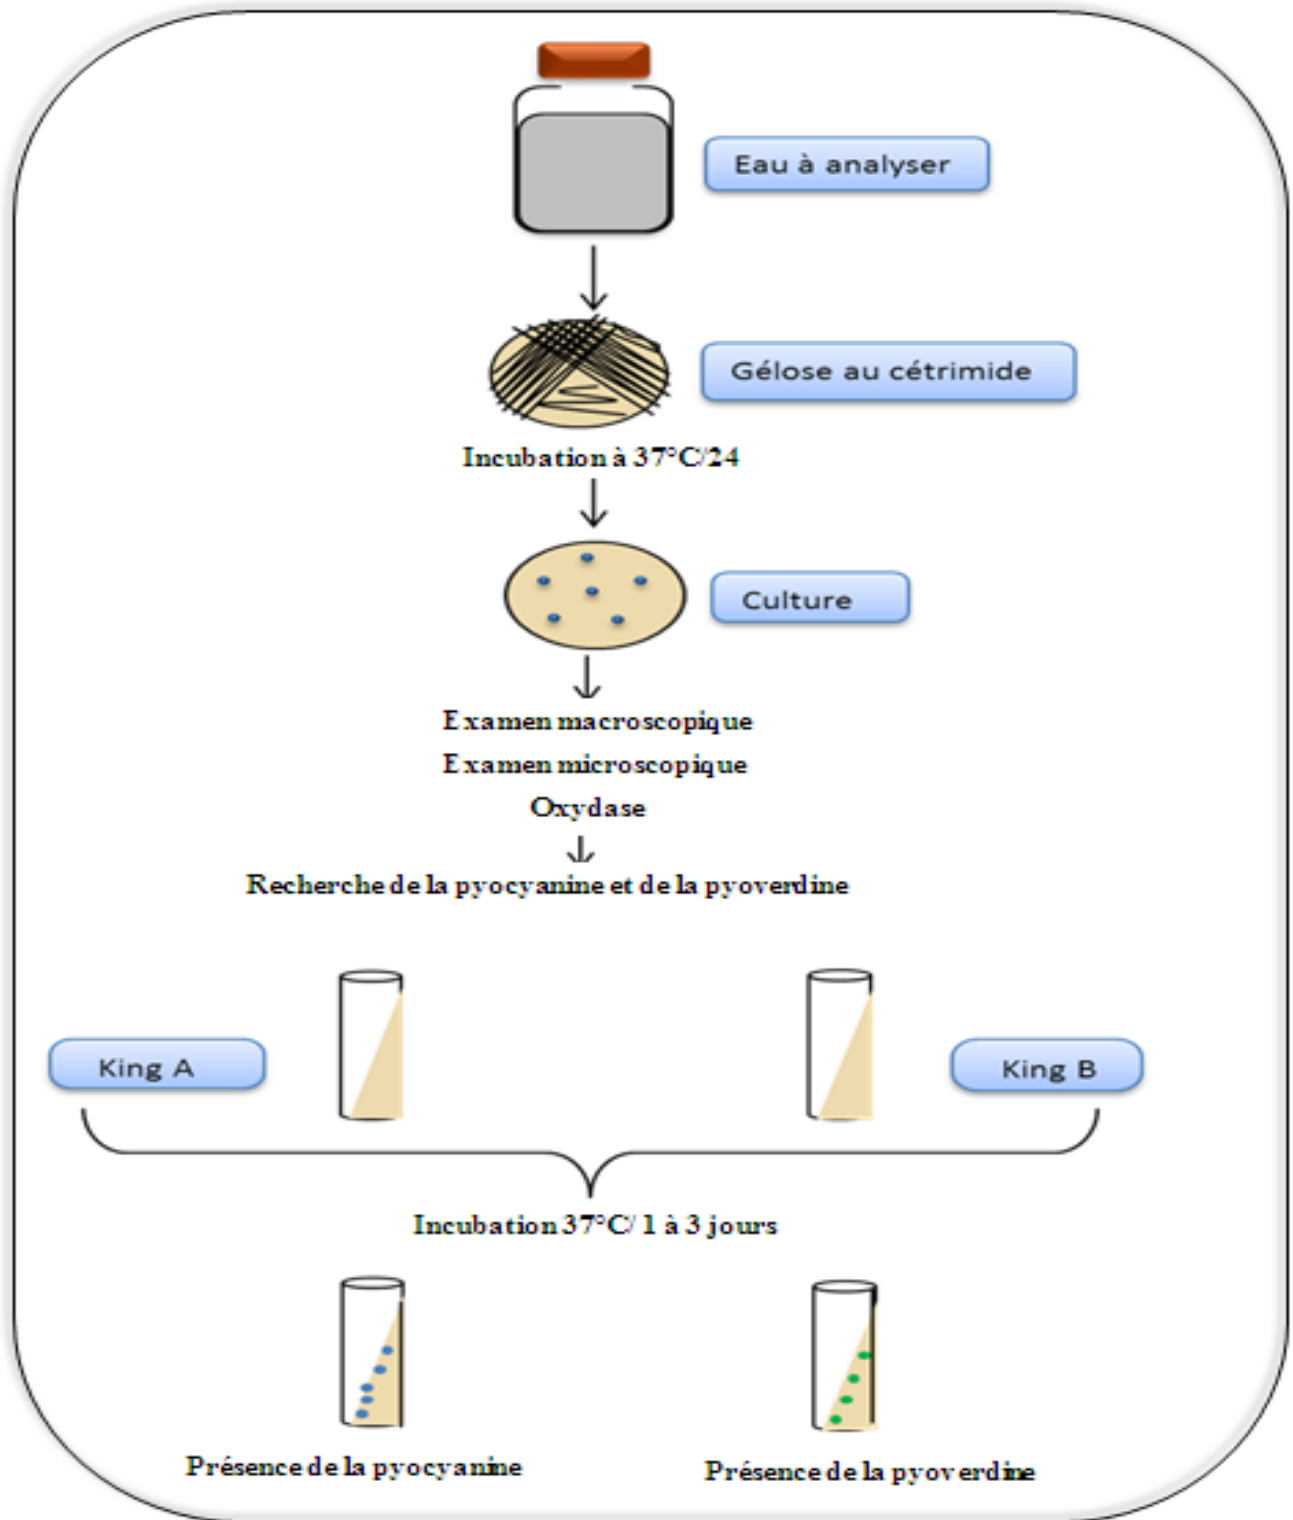 Eau à analyser
Gélose au cétrimide
Incubation à 37°C/24
Culture
Examen macroscopique
Examen microscopique
Oxydase
Recherche de la pyocyanine et de la pyoverdine
King A
King B
Incubation 37°C/ 1 à 3 jours
Présence de la pyocyanine
Présence de la pyoverdine